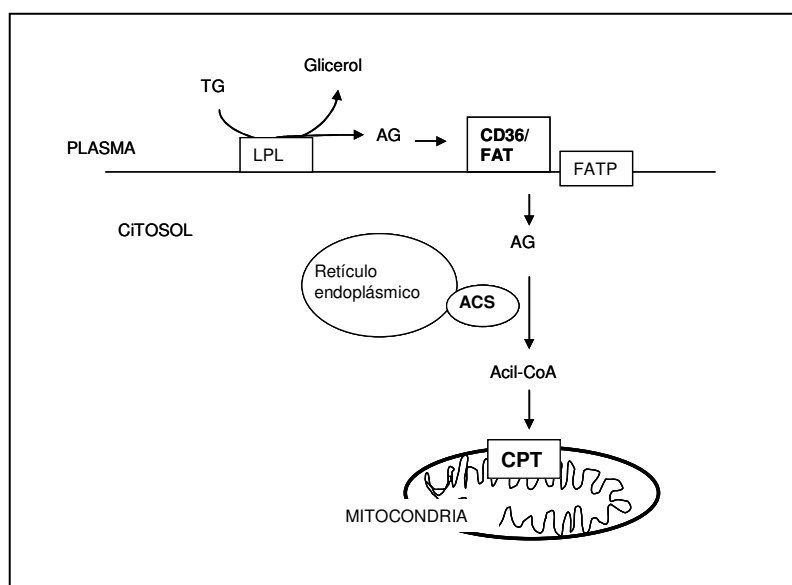 Glicerol
TG
AG
CD36/
FAT
PLASMA
LPL
FATP
CiTOSOL
AG
Retículo
endoplásmico
ACS
Acil-CoA
CPT
MITOCONDRIA